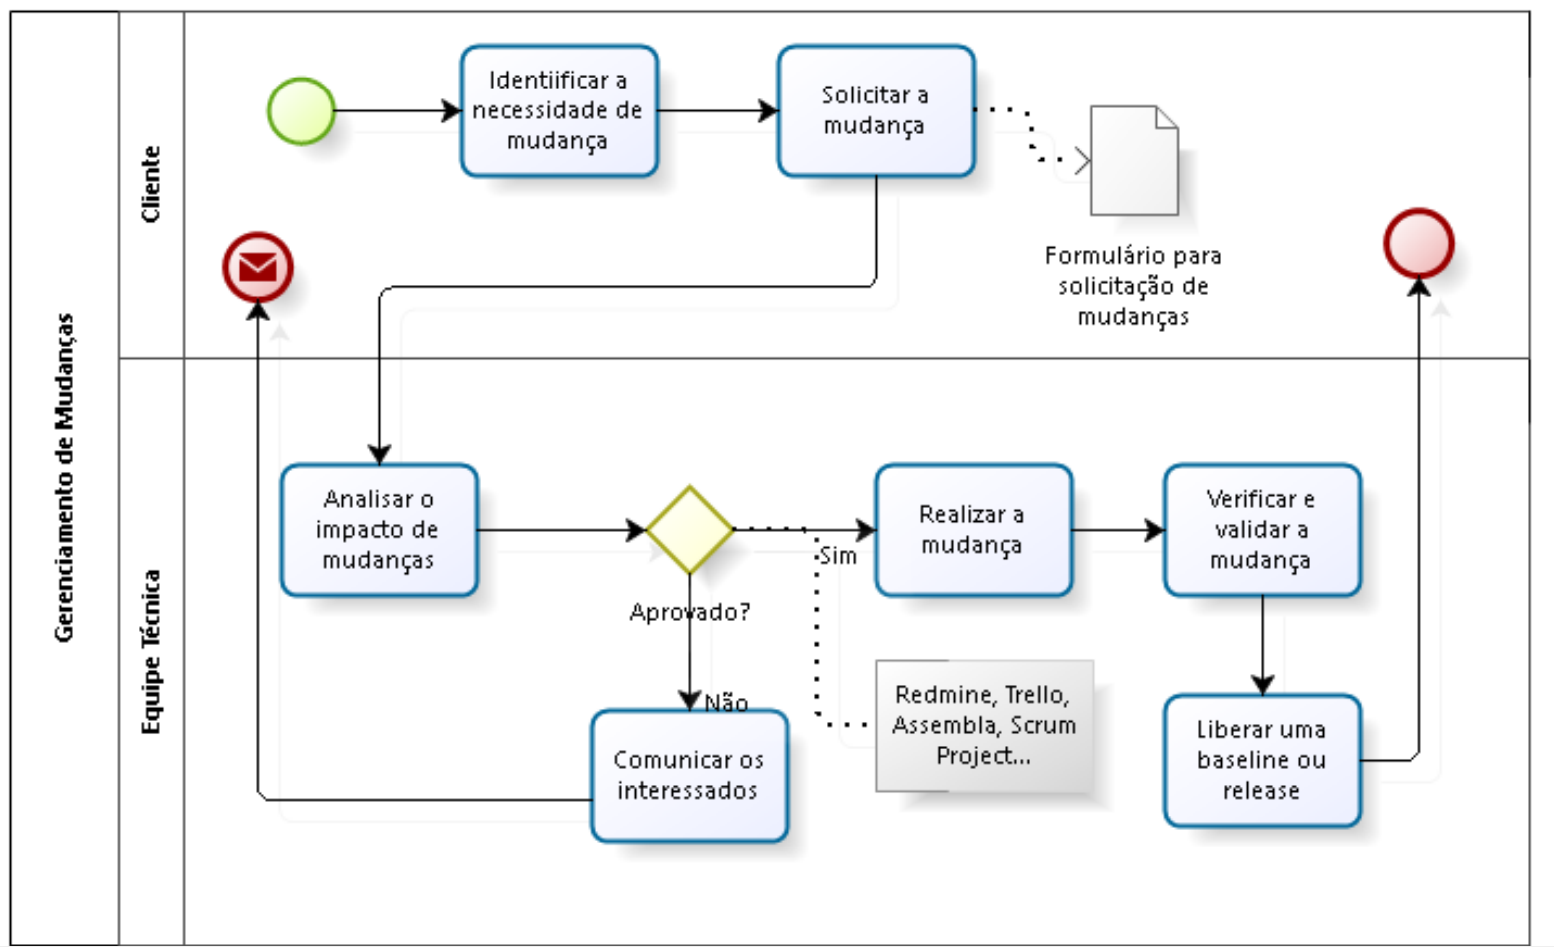 Gerenciamento de Mudanças
Cliente
Identiificar a
necessidade de
mudança
Solicitar a
mudança
Formulário para
solicitação de
mudanças
Equipe Técnica
Analisar o
impacto de
mudanças
Aprovado?
Sim
Não
Realizar a
mudança
Verificar e
validar a
mudança
Comunicar os
interessados
Redmine, Trello,
Assembla, Scrum
Project...
Liberar uma
baseline ou
release